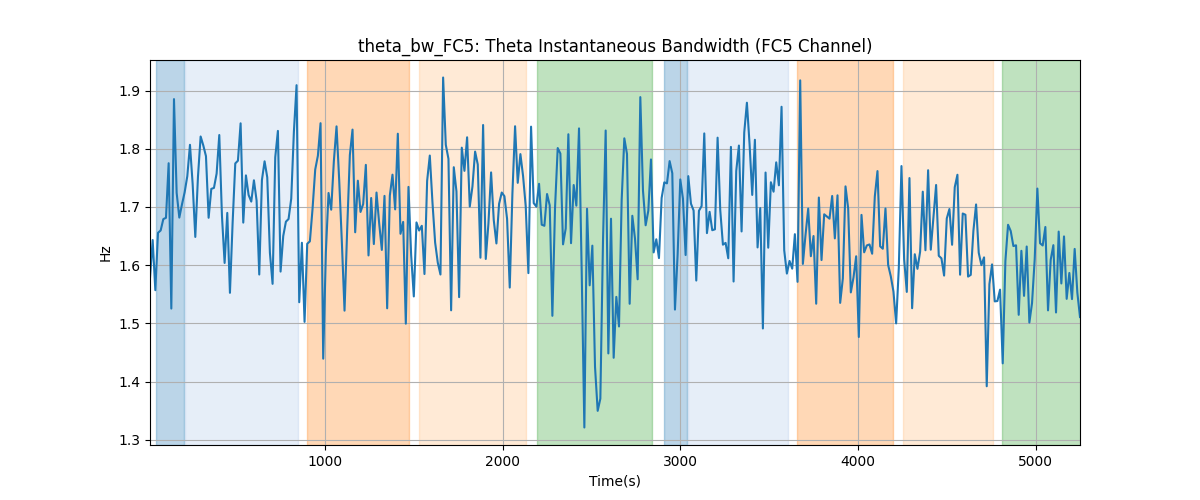 theta_bw_FC5: Theta Instantaneous Bandwidth (FC5 Channel)
Hz
1.9
1.8
1.7
1.6
1.5
1.4
1.3
1000 2000 3000 4000 5000
Time(s)